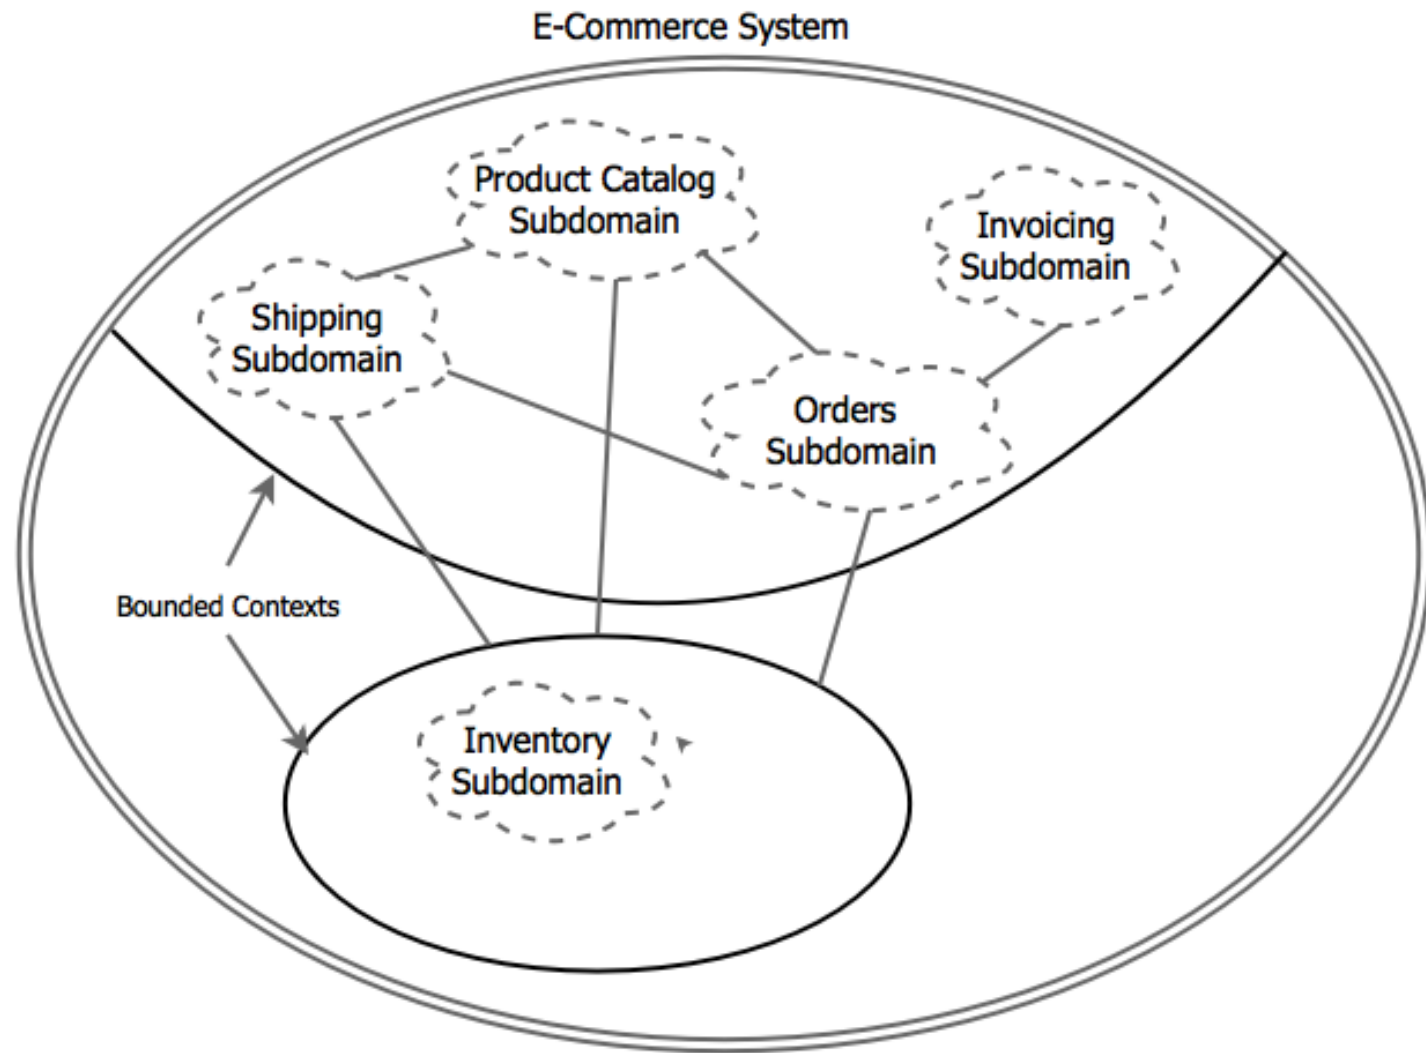 E-Commerce System
Product Catalog
Subdomain
Invoicing
Subdomain
Shipping
Subdomain
Orders
Subdomain
Bounded Contexts
Inventory
Subdomain